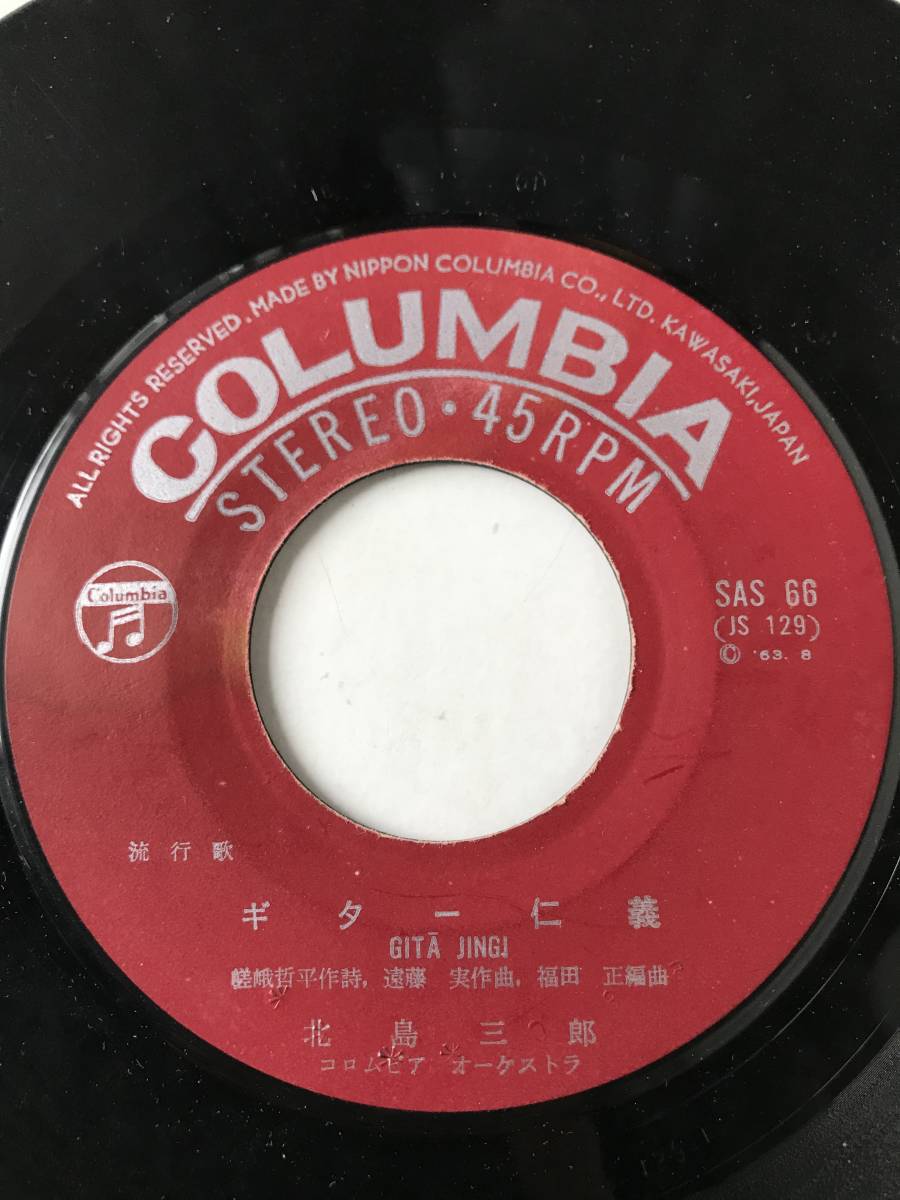 ALL RIGHTS RESERVED. MADE BY NIPPON COLUMBIA CO., LTD. KAWASAKI, JAPAN
COLUMBIA
STEREO・45RPM
Columbia
SAS 66
(JS 129)
© '63. 8
流行歌
ギター仁義
GITĀ JINGI
嵯峨哲平作詩, 遠藤 実作曲, 福田 正編曲
北島三郎
コロムビア オーケストラ